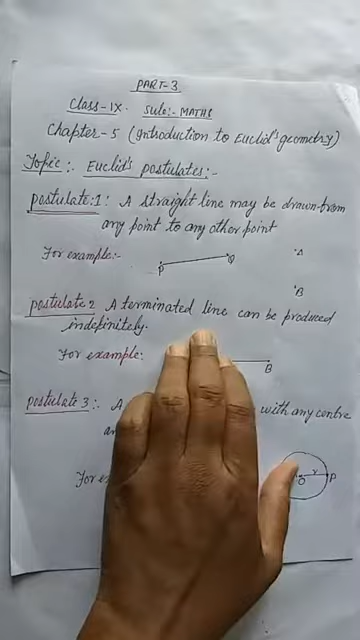 PART-3
Class-IX. Sub:- MATHS
Chapter-5 (Introduction to Euclid's geometry)
Topic:- Euclid's postulates:-
postulate:1: A straight line may be drawn from
any point to any other point
For example:-
P Q
.A
.B
postulate 2 A terminated line can be produced
indefinitely.
For example:
B
postulate 3:. A with any centre
For
O r P